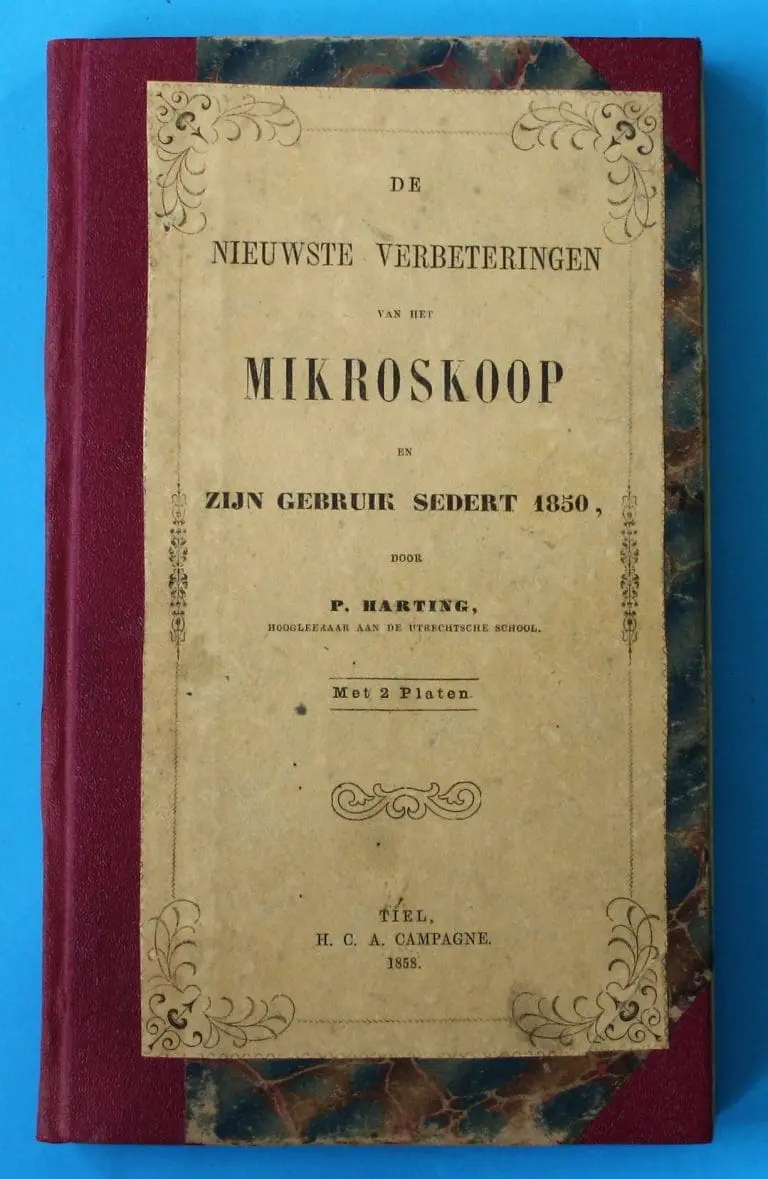 DE
NIEUWSTE VERBETERINGEN
VAN HET
MIKROSKOOP
EN
ZIJN GEBRUIK SEDERT 1850,
DOOR
P. HARTING,
HOOGLEERAAR AAN DE UTRECHTSCHE SCHOOL.
Met 2 Platen
TIEL,
H. C. A. CAMPAGNE.
1858.